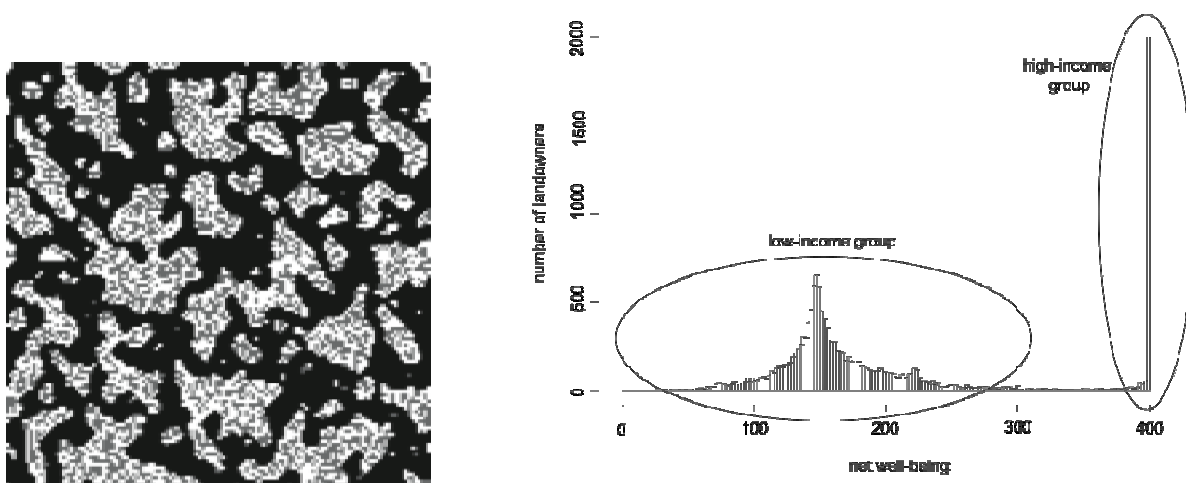 2000
high-income
group
1500
number of landowners
1000
low-income group
500
0
0 100 200 300 400
net well-being